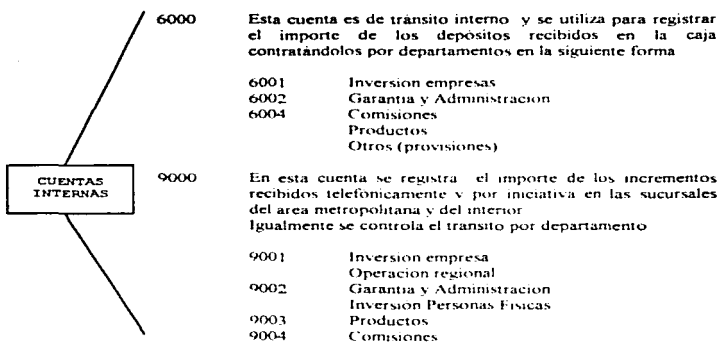 6000 Esta cuenta es de tránsito interno y se utiliza para registrar
el importe de los depósitos recibidos en la caja
contratándolos por departamentos en la siguiente forma
6001 Inversion empresas
6002 Garantia y Administracion
6004 Comisiones
Productos
Otros (provisiones)
CUENTAS
INTERNAS
9000 En esta cuenta se registra el importe de los incrementos
recibidos telefónicamente y por iniciativa en las sucursales
del area metropolitana y del interior
Igualmente se controla el transito por departamento
9001 Inversion empresa
Operacion regional
9002 Garantia y Administracion
Inversión Personas Fisicas
9003 Productos
9004 Comisiones